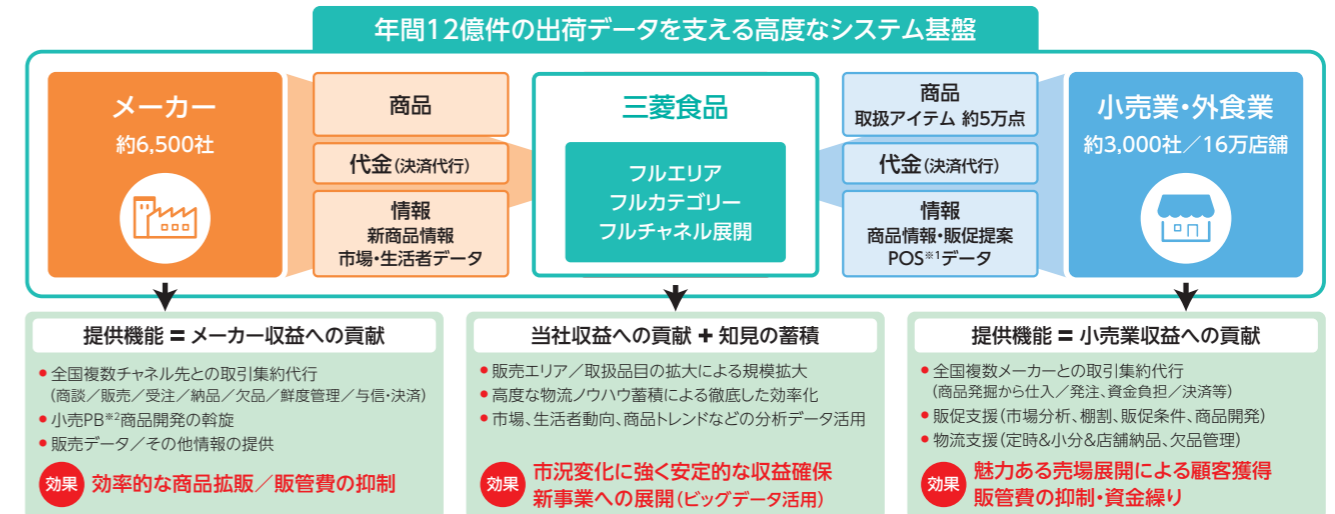 年間12億件の出荷データを支える高度なシステム基盤
メーカー
約6,500社
商品
代金(決済代行)
情報
新商品情報
市場・生活者データ
三菱食品
フルエリア
フルカテゴリー
フルチャネル展開
商品
取扱アイテム 約5万点
代金(決済代行)
情報
商品情報・販促提案
POS※1データ
小売業・外食業
約3,000社／16万店舗
提供機能 = メーカー収益への貢献
● 全国複数チャネル先との取引集約代行
(商談／販売／受注／納品／欠品／鮮度管理／与信・決済)
● 小売PB※2商品開発の斡旋
● 販売データ／その他情報の提供
効果 効率的な商品拡販／販管費の抑制
当社収益への貢献 + 知見の蓄積
● 販売エリア／取扱品目の拡大による規模拡大
● 高度な物流ノウハウ蓄積による徹底した効率化
● 市場、生活者動向、商品トレンドなどの分析データ活用
効果 市況変化に強く安定的な収益確保
新事業への展開(ビッグデータ活用)
提供機能 = 小売業収益への貢献
● 全国複数メーカーとの取引集約代行
(商品発掘から仕入／発注、資金負担／決済等)
● 販促支援(市場分析、棚割、販促条件、商品開発)
● 物流支援(定時&小分&店舗納品、欠品管理)
効果 魅力ある売場展開による顧客獲得
販管費の抑制・資金繰り